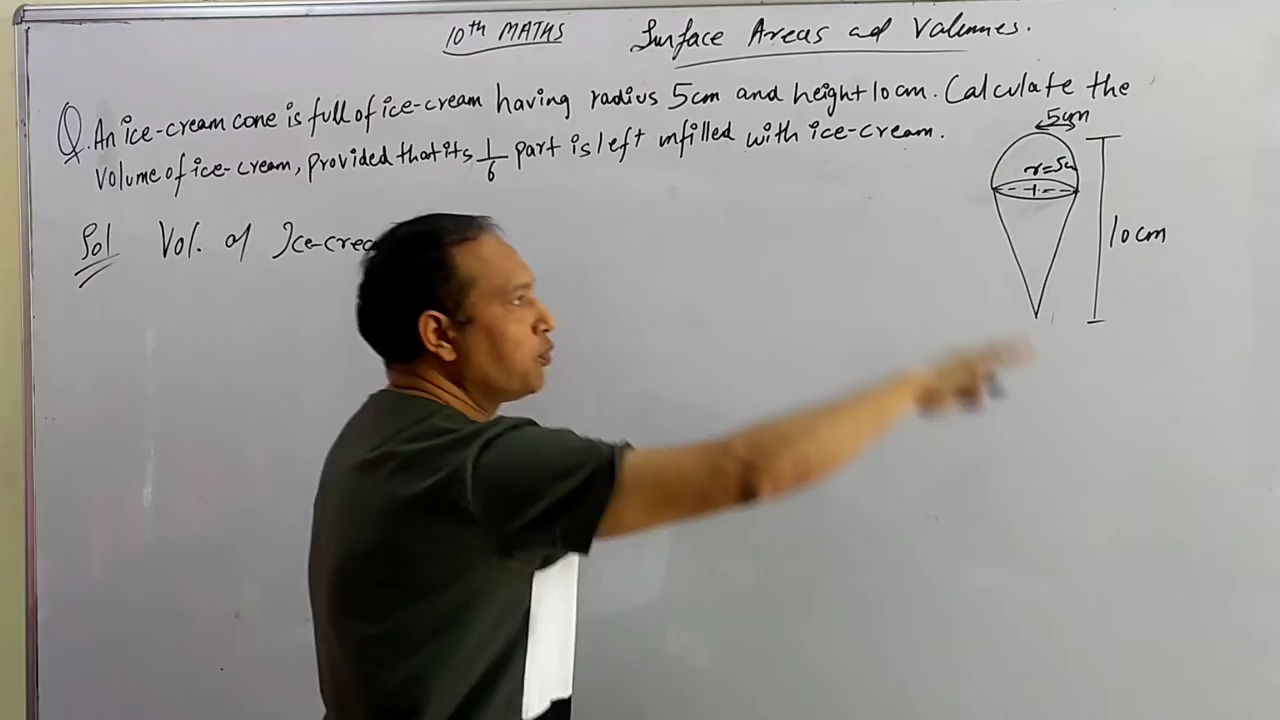 10th MATHS Surface Areas ad Volumes.
Q. An ice-cream cone is full of ice-cream having radius 5cm and height 10cm. Calculate the
Volume of ice-cream, provided that its 1/6 part is left unfilled with ice-cream.
5cm
r=5c
10cm
Sol Vol. of Ice-crea